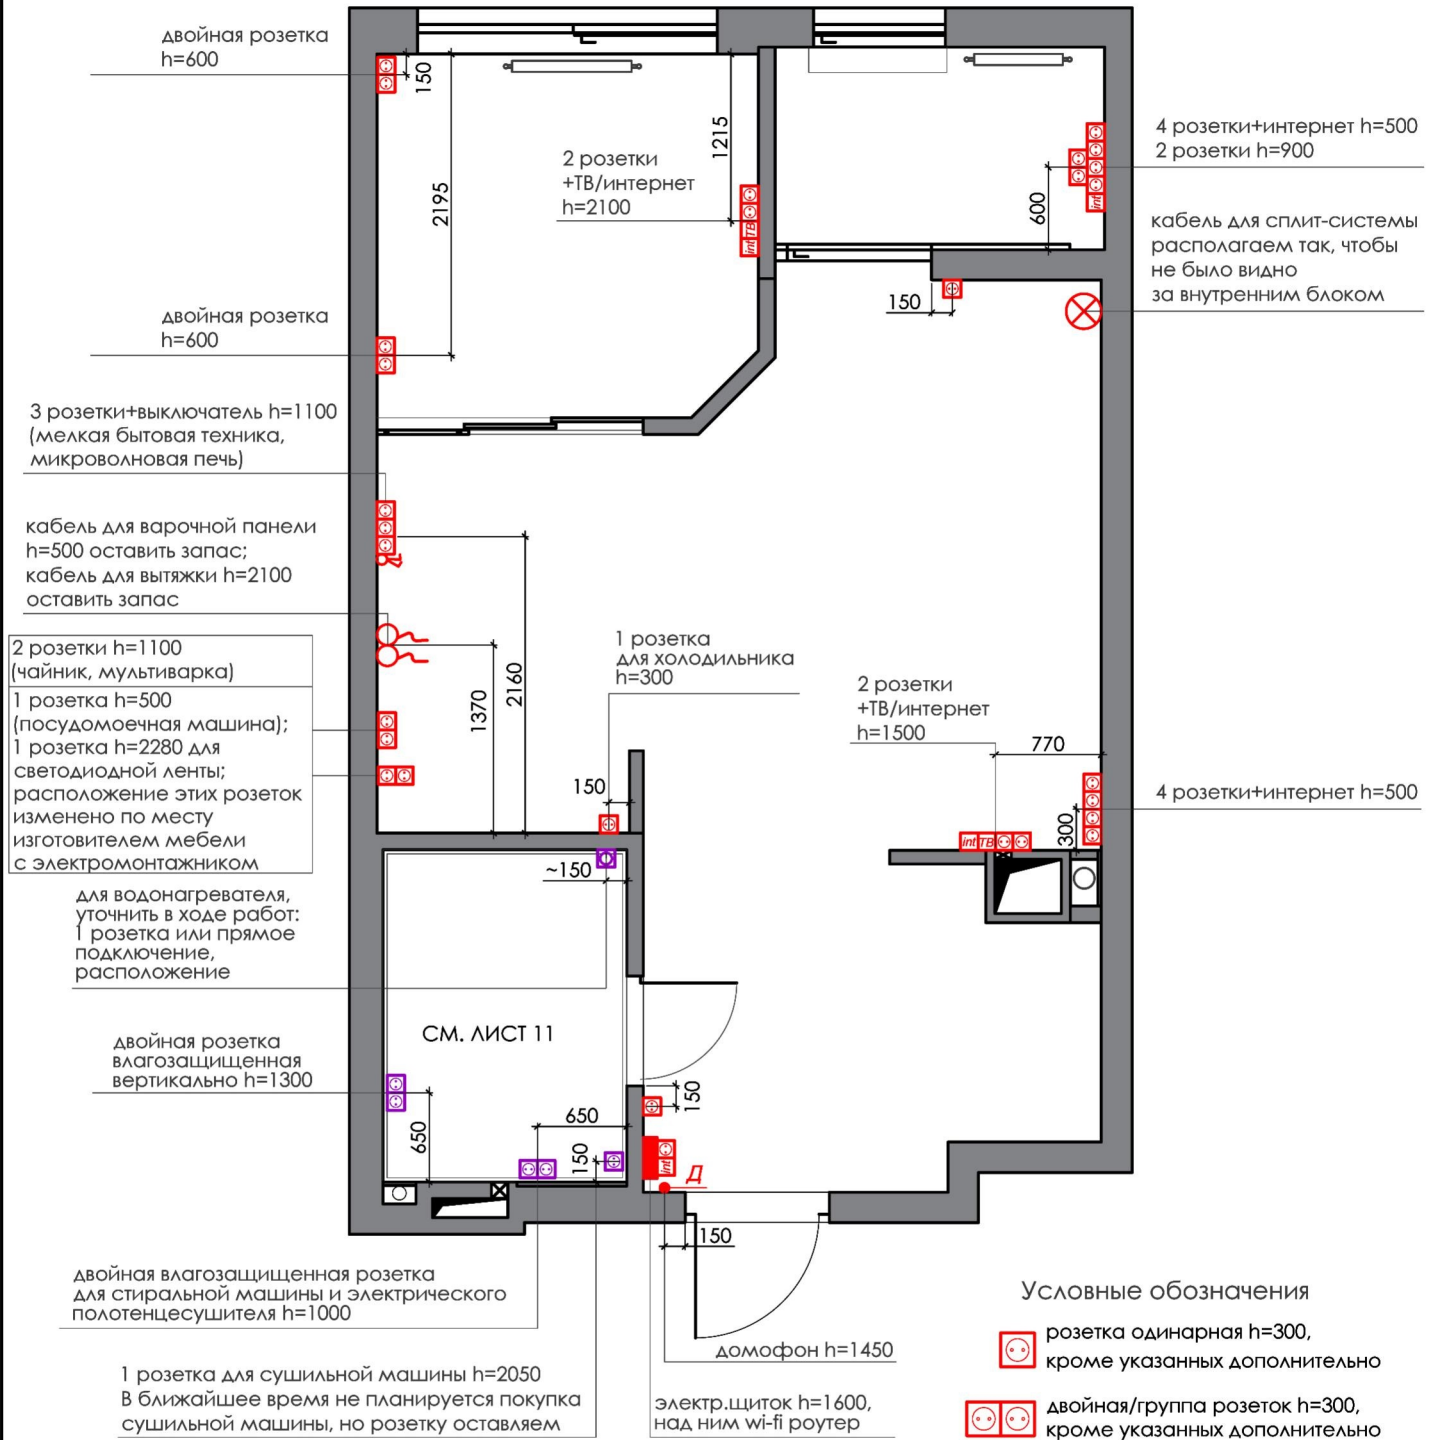 двойная розетка
h=600
150
2195
1215
2 розетки
+ТВ/интернет
h=2100
int ТВ
4 розетки+интернет h=500
2 розетки h=900
int
600
кабель для сплит-системы
располагаем так, чтобы
не было видно
за внутренним блоком
150
двойная розетка
h=600
3 розетки+выключатель h=1100
(мелкая бытовая техника,
микроволновая печь)
кабель для варочной панели
h=500 оставить запас;
кабель для вытяжки h=2100
оставить запас
2 розетки h=1100
(чайник, мультиварка)
1 розетка h=500
(посудомоечная машина);
1 розетка h=2280 для
светодиодной ленты;
расположение этих розеток
изменено по месту
изготовителем мебели
с электромонтажником
1370
2160
1 розетка
для холодильника
h=300
150
2 розетки
+ТВ/интернет
h=1500
770
int ТВ
300
4 розетки+интернет h=500
~150
для водонагревателя,
уточнить в ходе работ:
1 розетка или прямое
подключение,
расположение
СМ. ЛИСТ 11
двойная розетка
влагозащищенная
вертикально h=1300
650
650
150
150
int
Д
150
двойная влагозащищенная розетка
для стиральной машины и электрического
полотенцесушителя h=1000
1 розетка для сушильной машины h=2050
В ближайшее время не планируется покупка
сушильной машины, но розетку оставляем
домофон h=1450
электр.щиток h=1600,
над ним wi-fi роутер
Условные обозначения
розетка одинарная h=300,
кроме указанных дополнительно
двойная/группа розеток h=300,
кроме указанных дополнительно